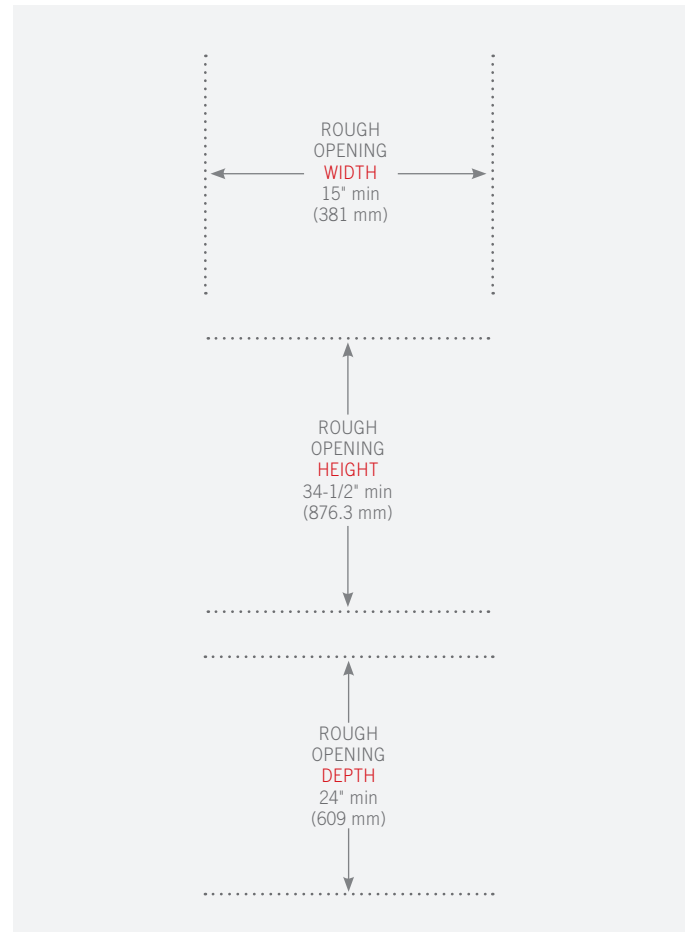 ROUGH
OPENING
WIDTH
15" min
(381 mm)
ROUGH
OPENING
HEIGHT
34-1/2" min
(876.3 mm)
ROUGH
OPENING
DEPTH
24" min
(609 mm)